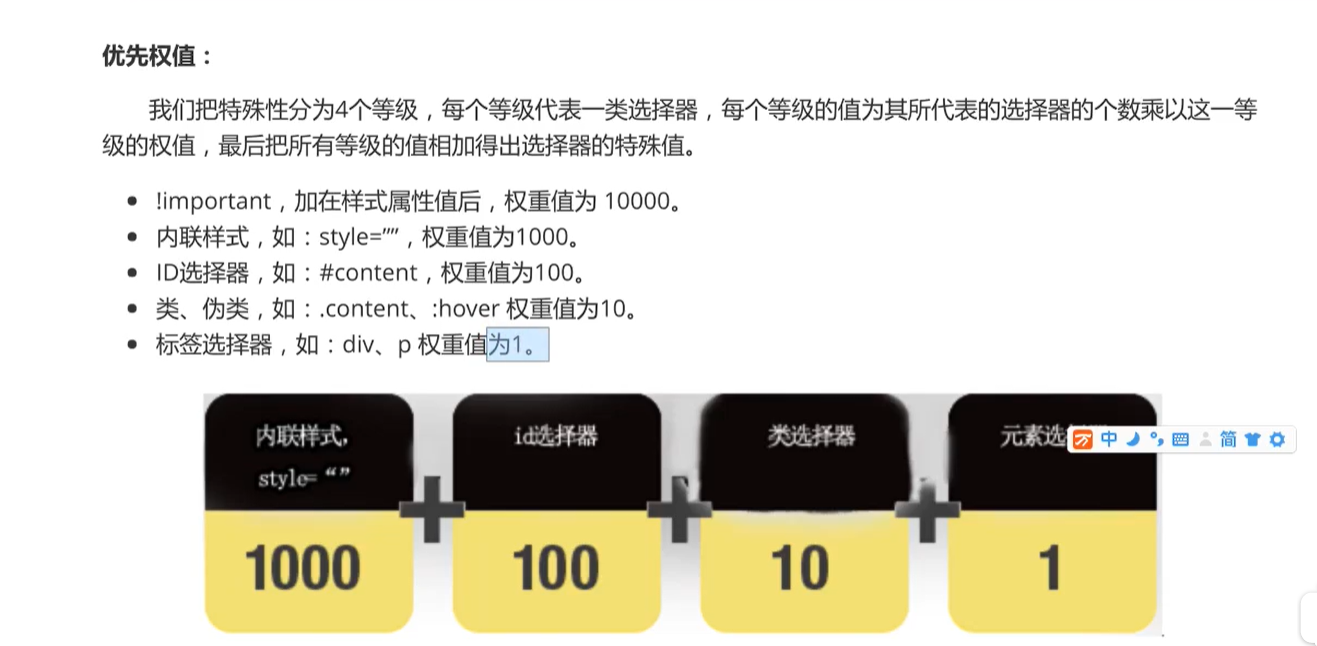 优先权值：
我们把特殊性分为4个等级，每个等级代表一类选择器，每个等级的值为其所代表的选择器的个数乘以这一等
级的权值，最后把所有等级的值相加得出选择器的特殊值。
!important，加在样式属性值后，权重值为 10000。
内联样式，如：style=””，权重值为1000。
ID选择器，如：#content，权重值为100。
类、伪类，如：.content、:hover 权重值为10。
标签选择器，如：div、p 权重值为1。
内联样式,
style= “ ”
id选择器
类选择器
元素选
中 简
1000 + 100 + 10 + 1